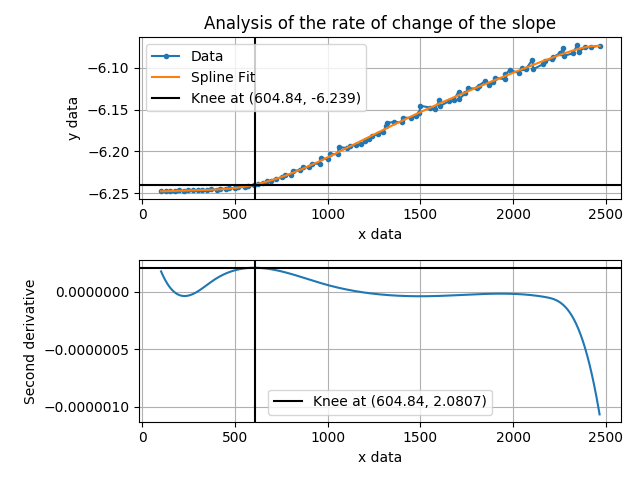 Analysis of the rate of change of the slope
Data
Spline Fit
Knee at (604.84, -6.239)
−6.10
−6.15
−6.20
−6.25
y data
0 500 1000 1500 2000 2500
x data
0.0000000
−0.0000005
−0.0000010
Second derivative
Knee at (604.84, 2.0807)
0 500 1000 1500 2000 2500
x data